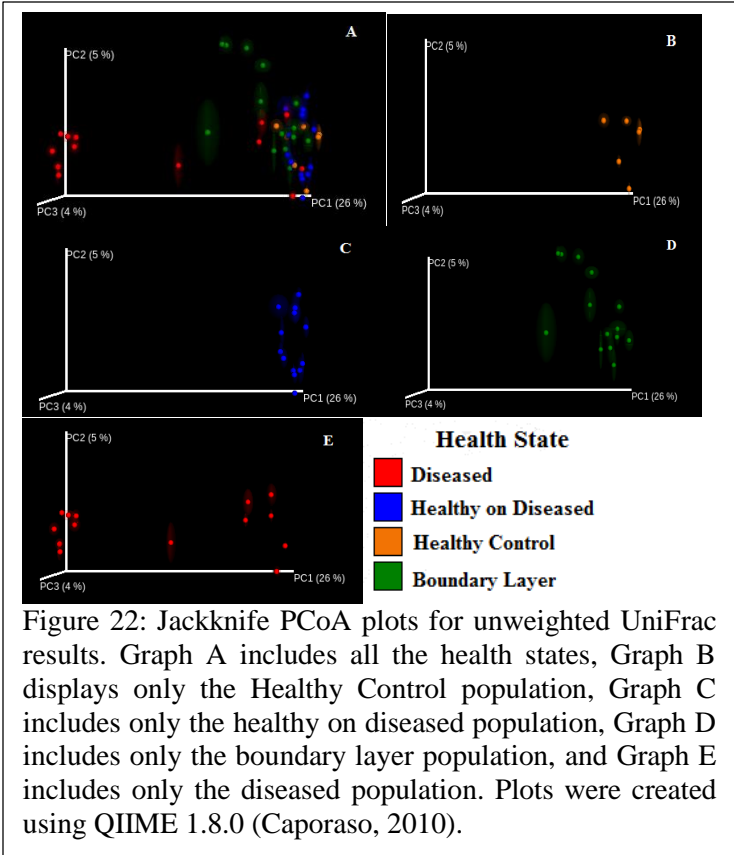 A
PC2 (5 %)
PC3 (4 %)
PC1 (26 %)
B
PC2 (5 %)
PC3 (4 %)
PC1 (26 %)
C
PC2 (5 %)
PC3 (4 %)
PC1 (26 %)
D
PC2 (5 %)
PC3 (4 %)
PC1 (26 %)
E
PC2 (5 %)
PC3 (4 %)
PC1 (26 %)
Health State
Diseased
Healthy on Diseased
Healthy Control
Boundary Layer
Figure 22: Jackknife PCoA plots for unweighted UniFrac
results. Graph A includes all the health states, Graph B
displays only the Healthy Control population, Graph C
includes only the healthy on diseased population, Graph D
includes only the boundary layer population, and Graph E
includes only the diseased population. Plots were created
using QIIME 1.8.0 (Caporaso, 2010).